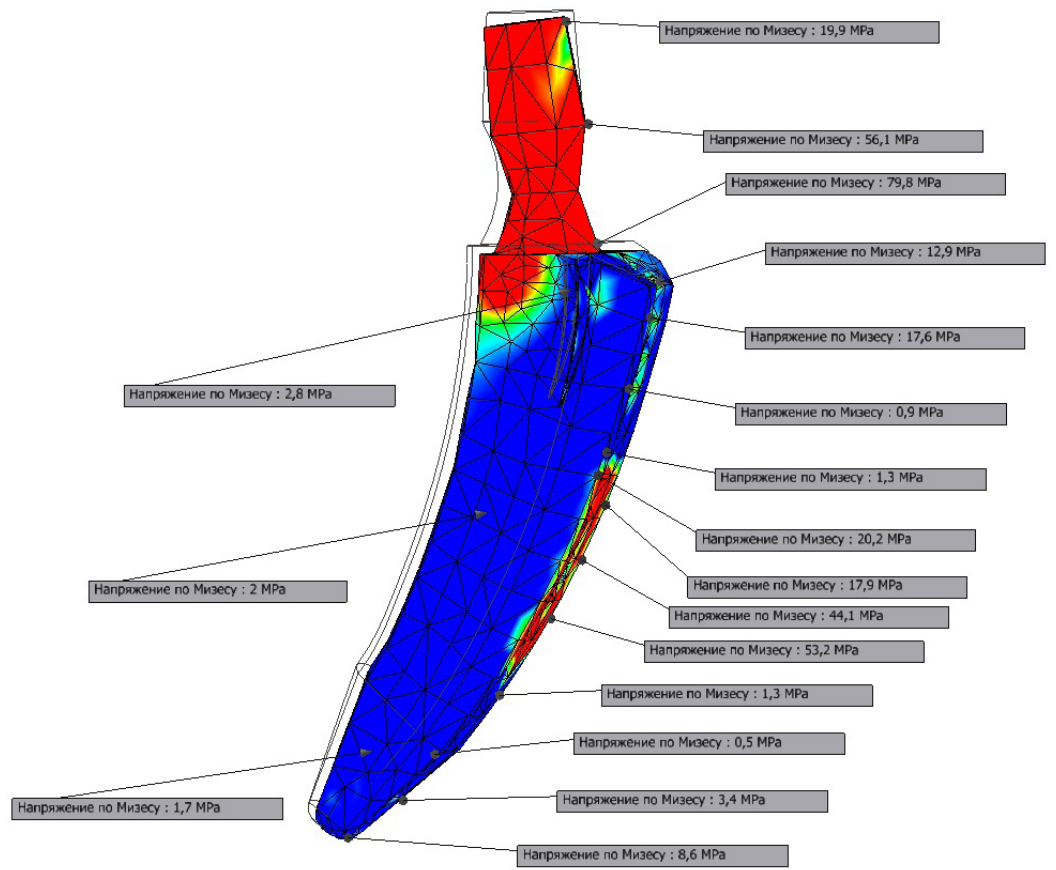 Напряжение по Мизесу : 19,9 MPa
Напряжение по Мизесу : 56,1 MPa
Напряжение по Мизесу : 79,8 MPa
Напряжение по Мизесу : 12,9 MPa
Напряжение по Мизесу : 17,6 MPa
Напряжение по Мизесу : 2,8 MPa
Напряжение по Мизесу : 0,9 MPa
Напряжение по Мизесу : 1,3 MPa
Напряжение по Мизесу : 20,2 MPa
Напряжение по Мизесу : 17,9 MPa
Напряжение по Мизесу : 2 MPa
Напряжение по Мизесу : 44,1 MPa
Напряжение по Мизесу : 53,2 MPa
Напряжение по Мизесу : 1,3 MPa
Напряжение по Мизесу : 0,5 MPa
Напряжение по Мизесу : 3,4 MPa
Напряжение по Мизесу : 1,7 MPa
Напряжение по Мизесу : 8,6 MPa